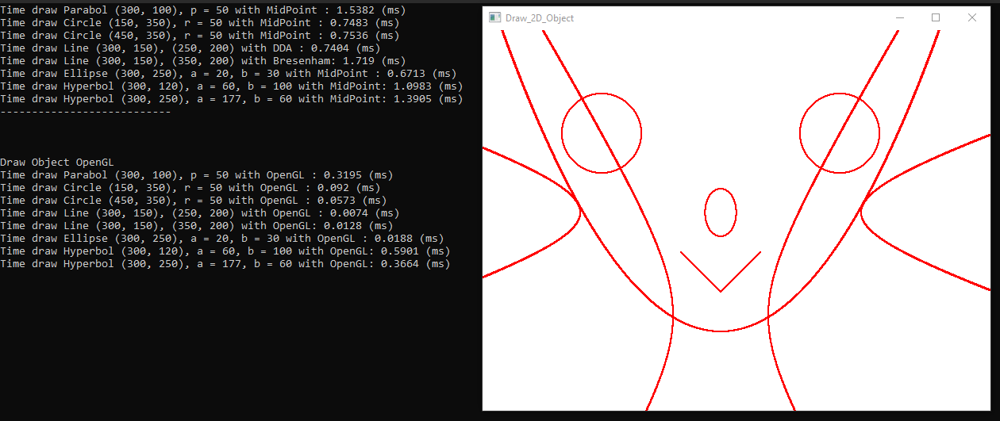 Time draw Parabol (300, 100), p = 50 with MidPoint : 1.5382 (ms)
Time draw Circle (150, 350), r = 50 with MidPoint : 0.7483 (ms)
Time draw Circle (450, 350), r = 50 with MidPoint : 0.7536 (ms)
Time draw Line (300, 150), (250, 200) with DDA : 0.7404 (ms)
Time draw Line (300, 150), (350, 200) with Bresenham: 1.719 (ms)
Time draw Ellipse (300, 250), a = 20, b = 30 with MidPoint : 0.6713 (ms)
Time draw Hyperbol (300, 120), a = 60, b = 100 with MidPoint: 1.0983 (ms)
Time draw Hyperbol (300, 250), a = 177, b = 60 with MidPoint: 1.3905 (ms)
---------------------------
Draw Object OpenGL
Time draw Parabol (300, 100), p = 50 with OpenGL : 0.3195 (ms)
Time draw Circle (150, 350), r = 50 with OpenGL : 0.092 (ms)
Time draw Circle (450, 350), r = 50 with OpenGL : 0.0573 (ms)
Time draw Line (300, 150), (250, 200) with OpenGL : 0.0074 (ms)
Time draw Line (300, 150), (350, 200) with OpenGL: 0.0128 (ms)
Time draw Ellipse (300, 250), a = 20, b = 30 with OpenGL : 0.0188 (ms)
Time draw Hyperbol (300, 120), a = 60, b = 100 with OpenGL: 0.5901 (ms)
Time draw Hyperbol (300, 250), a = 177, b = 60 with OpenGL: 0.3664 (ms)
Draw_2D_Object